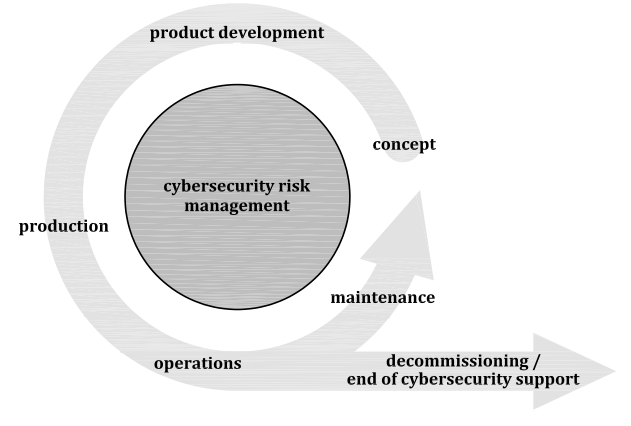 product development
concept
cybersecurity risk
management
production
maintenance
operations
decommissioning /
end of cybersecurity support